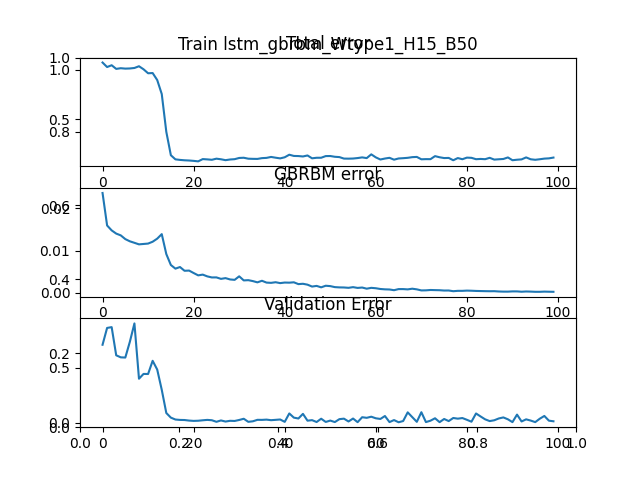 Train lstm_gbrbm_Wtype1_H15_B50
Total error
1.0
1.0
0.5
0.8
0 20 40 60 80 100
GBRBM error
0.6
0.02
0.01
0.4
0.00
0 20 40 60 80 100
Validation Error
0.2
0.5
0.0
0.0
0 20 40 60 80 100
0.0 0.2 0.4 0.6 0.8 1.0